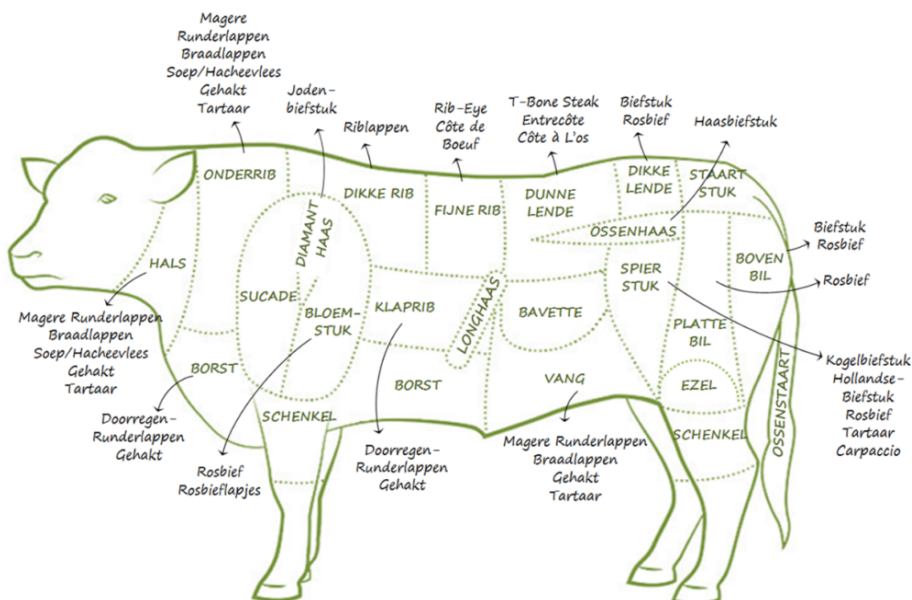 Magere
Runderlappen
Braadlappen
Soep/Hacheevlees
Gehakt
Tartaar
Joden-
biefstuk
Riblappen
Rib-Eye
Côte de
Boeuf
T-Bone Steak
Entrecôte
Côte à L'os
Biefstuk
Rosbief
Haasbiefstuk
ONDERRIB
DIKKE RIB
FIJNE RIB
DUNNE
LENDE
DIKKE
LENDE
STAART
STUK
DIAMANT
HAAS
OSSENHAAS
HALS
SUCADE
BLOEM-
STUK
KLAPRIB
LONGHAAS
BAVETTE
SPIER
STUK
BOVEN
BIL
PLATTE
BIL
BORST
BORST
VANG
EZEL
SCHENKEL
SCHENKEL
OSSENSTAART
Biefstuk
Rosbief
Rosbief
Magere Runderlappen
Braadlappen
Soep/Hacheevlees
Gehakt
Tartaar
Doorregen-
Runderlappen
Gehakt
Rosbief
Rosbieflapjes
Doorregen-
Runderlappen
Gehakt
Magere Runderlappen
Braadlappen
Gehakt
Tartaar
Kogelbiefstuk
Hollandse-
Biefstuk
Rosbief
Tartaar
Carpaccio